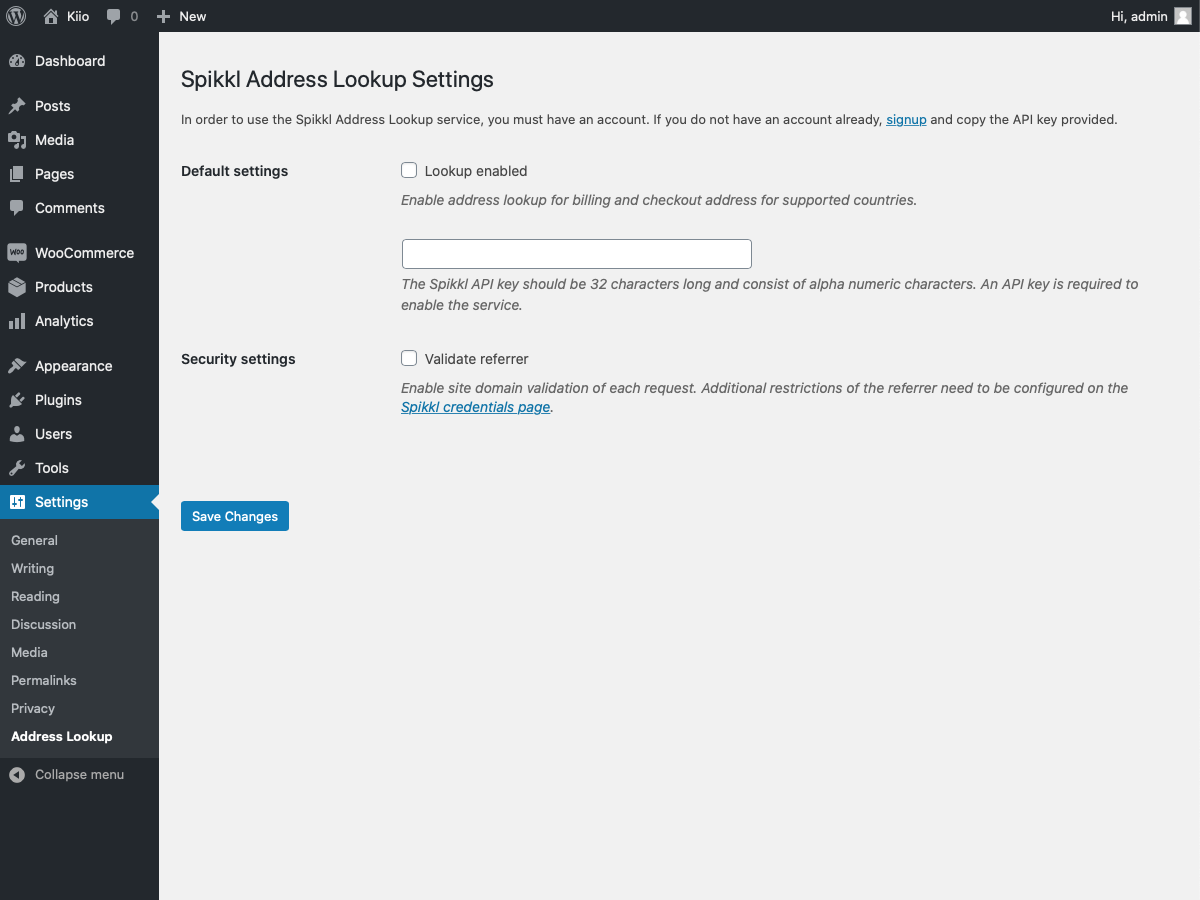 Kiio
0
New
Hi, admin
Dashboard
Posts
Media
Pages
Comments
WOO
WooCommerce
Products
Analytics
Appearance
Plugins
Users
Tools
Settings
General
Writing
Reading
Discussion
Media
Permalinks
Privacy
Address Lookup
Collapse menu
Spikkl Address Lookup Settings
In order to use the Spikkl Address Lookup service, you must have an account. If you do not have an account already, signup and copy the API key provided.
Default settings
Lookup enabled
Enable address lookup for billing and checkout address for supported countries.
The Spikkl API key should be 32 characters long and consist of alpha numeric characters. An API key is required to
enable the service.
Security settings
Validate referrer
Enable site domain validation of each request. Additional restrictions of the referrer need to be configured on the
Spikkl credentials page.
Save Changes